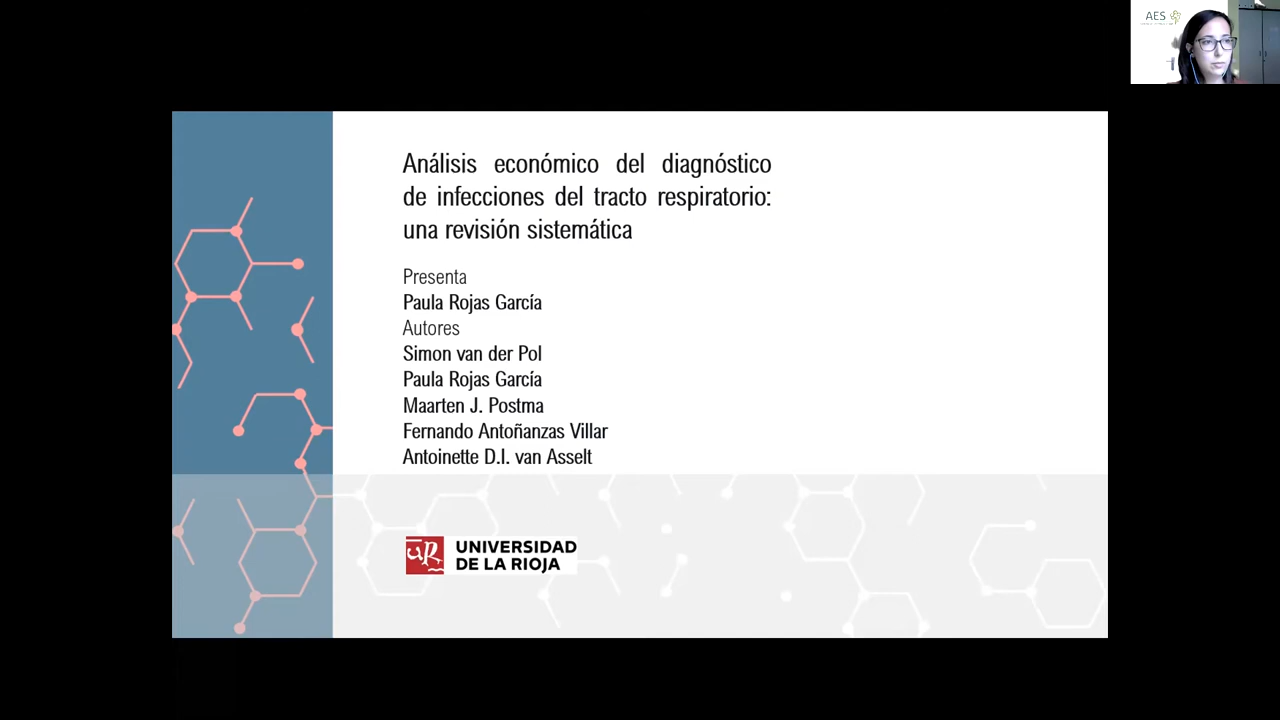 AES
Análisis económico del diagnóstico
de infecciones del tracto respiratorio:
una revisión sistemática
Presenta
Paula Rojas García
Autores
Simon van der Pol
Paula Rojas García
Maarten J. Postma
Fernando Antoñanzas Villar
Antoinette D.I. van Asselt
UR
UNIVERSIDAD
DE LA RIOJA